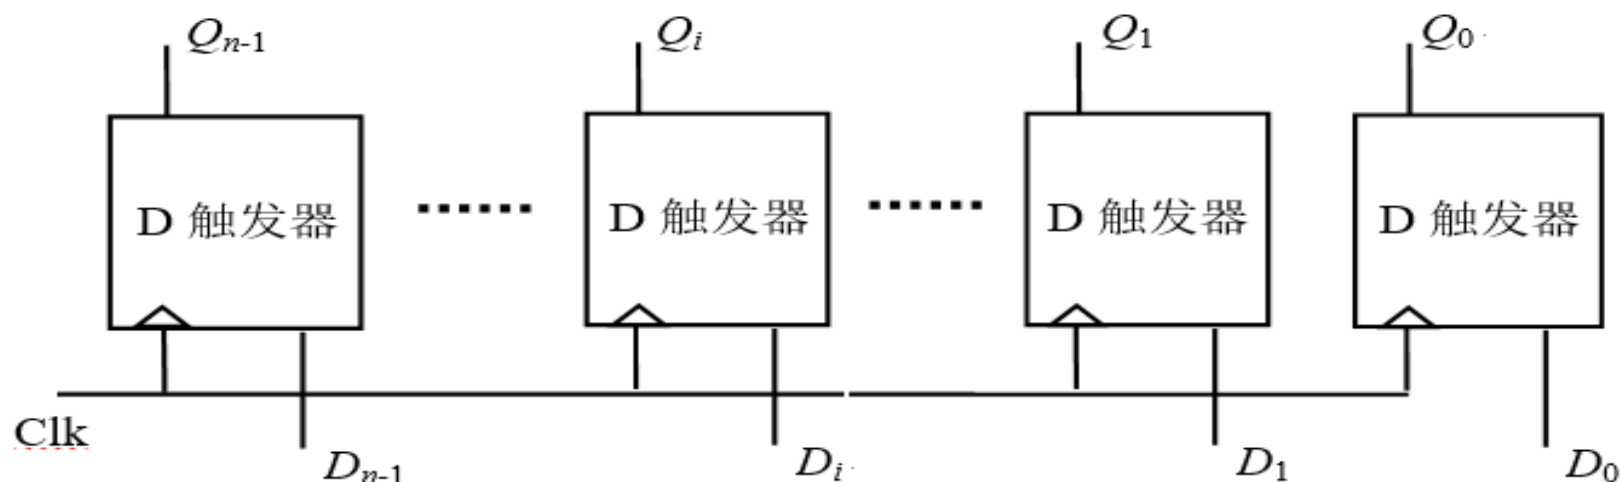 Qn-1 Qi Q1 Q0
D 触发器 ...... D 触发器 ...... D 触发器 D 触发器
Clk
Dn-1 Di D1 D0